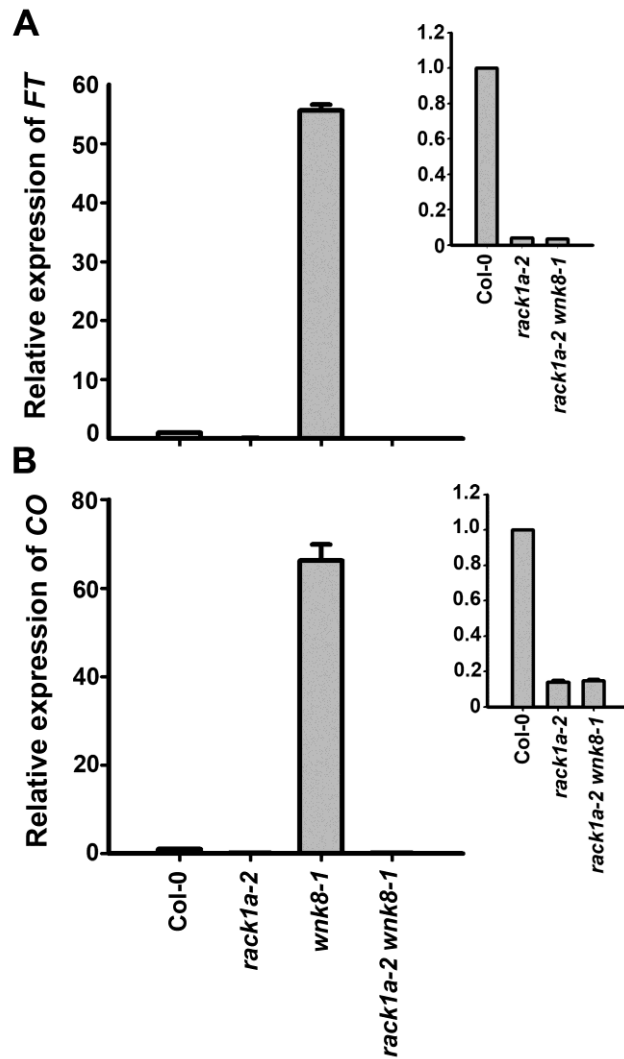 A
Relative expression of FT
60
50
40
30
20
10
0
1.2
1.0
0.8
0.6
0.4
0.2
0
Col-0
rack1a-2
rack1a-2 wnk8-1
B
Relative expression of CO
80
60
40
20
0
Col-0
rack1a-2
wnk8-1
rack1a-2 wnk8-1
1.2
1.0
0.8
0.6
0.4
0.2
0
Col-0
rack1a-2
rack1a-2 wnk8-1